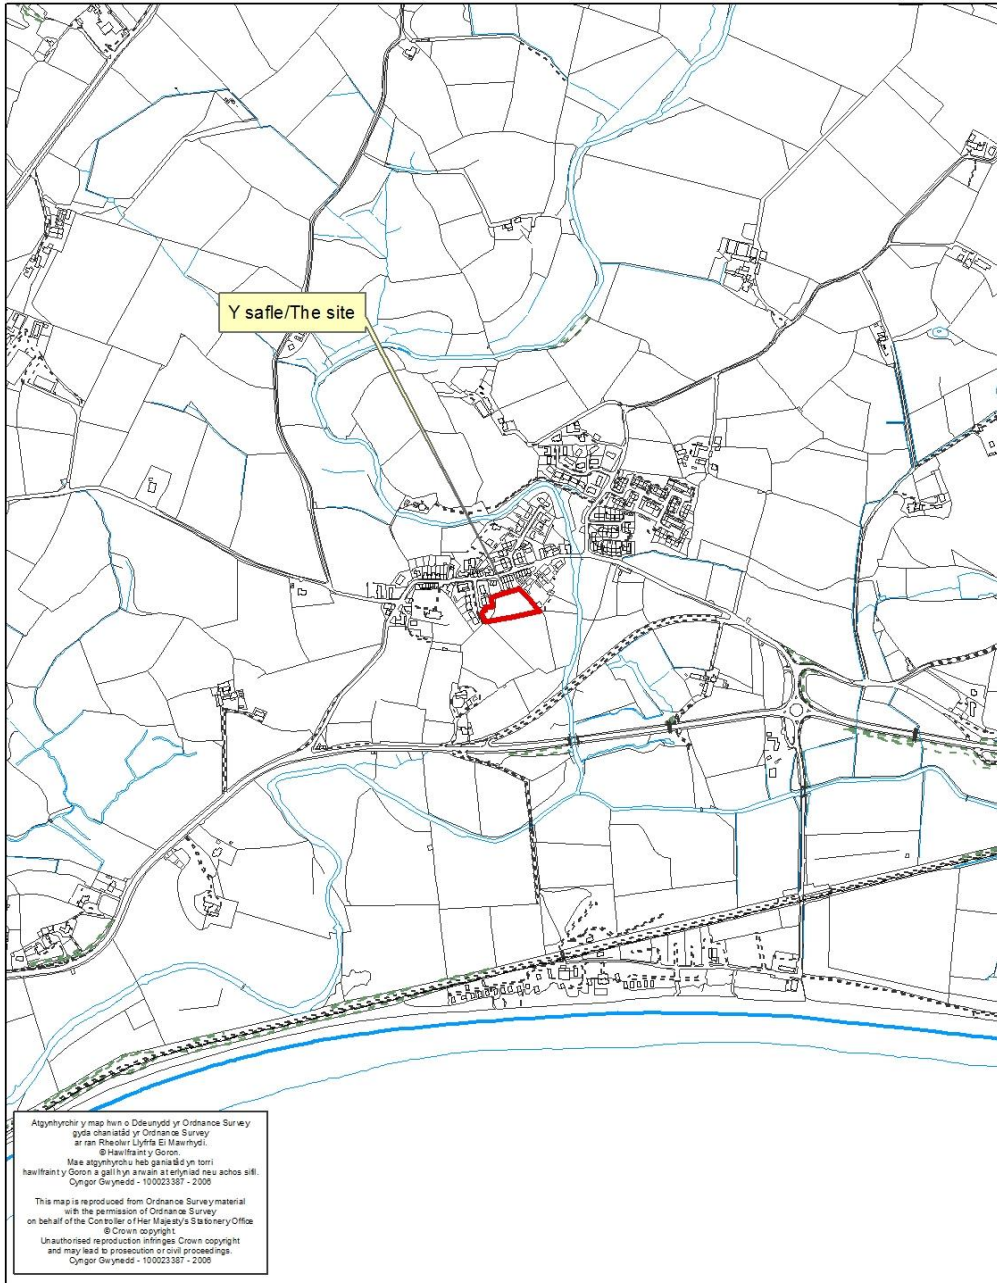 Y safle/The site
Atgynhyrchir y map hwn o Ddeunydd yr Ordnance Survey
gyda chaniatâd yr Ordnance Survey
ar ran Rheolwr Llyfrfa Ei Mawrhydi.
© Hawlfraint y Goron.
Mae atgynhyrchu heb ganiatâd yn torri
hawlfraint y Goron a gall hyn arwain at erlyniad neu achos sifil.
Cyngor Gwynedd - 100023387 - 2006
This map is reproduced from Ordnance Survey material
with the permission of Ordnance Survey
on behalf of the Controller of Her Majesty's Stationery Office
© Crown copyright.
Unauthorised reproduction infringes Crown copyright
and may lead to prosecution or civil proceedings.
Cyngor Gwynedd - 100023387 - 2006